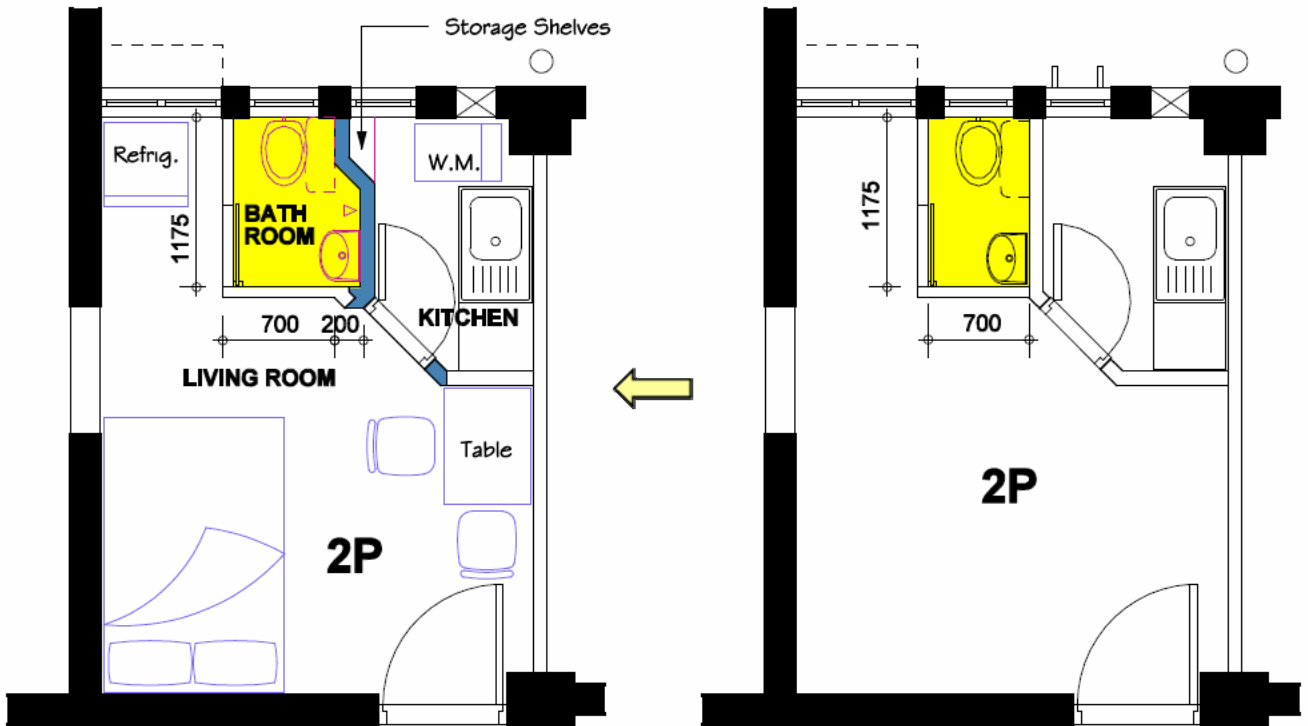 Storage Shelves
Refrig.
W.M.
1175
BATH
ROOM
700
200
KITCHEN
LIVING ROOM
Table
2P
1175
700
2P